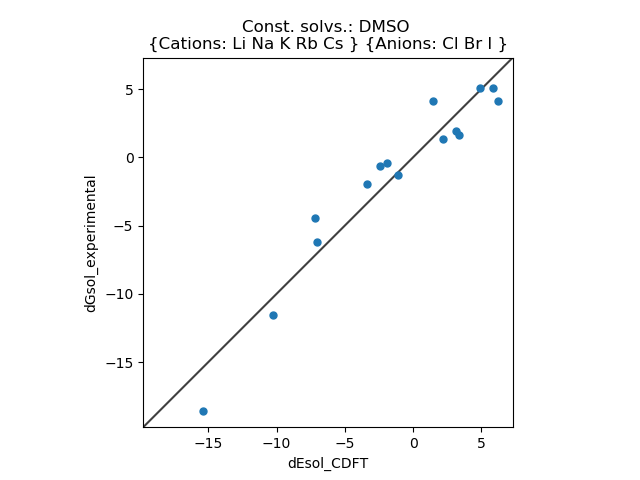 Const. solvs.: DMSO
{Cations: Li Na K Rb Cs } {Anions: Cl Br I }
5
0
−5
−10
−15
dGsol_experimental
−15 −10 −5 0 5
dEsol_CDFT